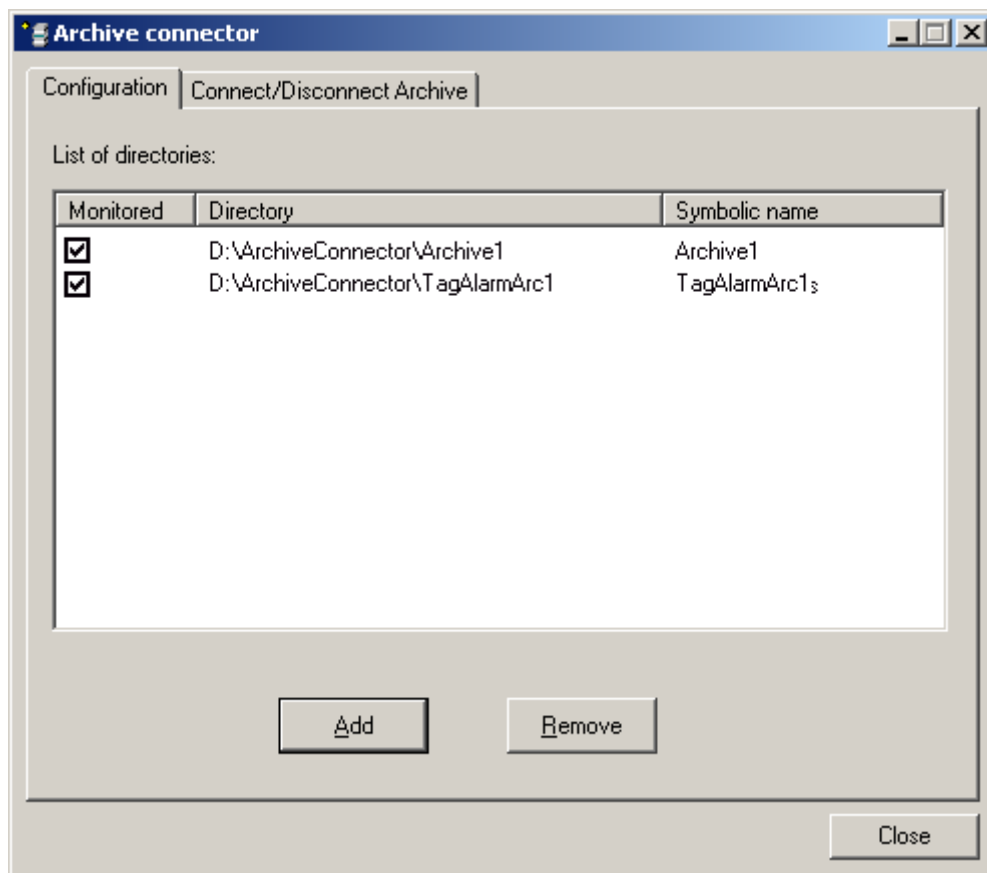 Archive connector
Configuration Connect/Disconnect Archive
List of directories:
Monitored Directory Symbolic name
D:\ArchiveConnector\Archive1 Archive1
D:\ArchiveConnector\TagAlarmArc1 TagAlarmArc1s
Add Remove
Close